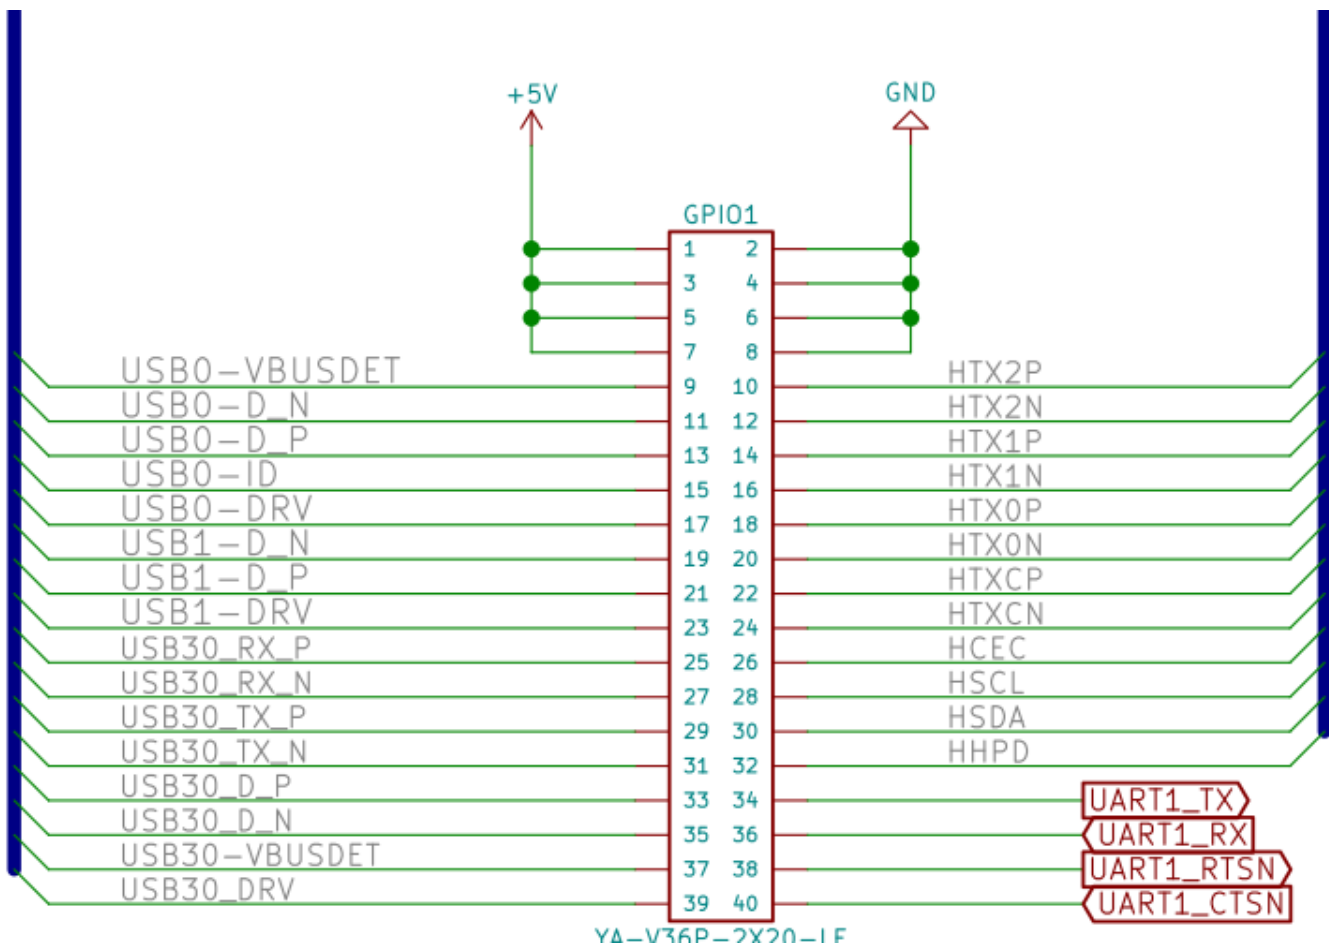 +5V GND
GPIO1
1 2
3 4
5 6
7 8
USB0-VBUSDET 9 10 HTX2P
USB0-D_N 11 12 HTX2N
USB0-D_P 13 14 HTX1P
USB0-ID 15 16 HTX1N
USB0-DRV 17 18 HTX0P
USB1-D_N 19 20 HTX0N
USB1-D_P 21 22 HTXCP
USB1-DRV 23 24 HTXCN
USB30_RX_P 25 26 HCEC
USB30_RX_N 27 28 HSCL
USB30_TX_P 29 30 HSDA
USB30_TX_N 31 32 HHPD
USB30_D_P 33 34 UART1_TX
USB30_D_N 35 36 UART1_RX
USB30-VBUSDET 37 38 UART1_RTSN
USB30_DRV 39 40 UART1_CTSN
YA-V36P-2X20-LF